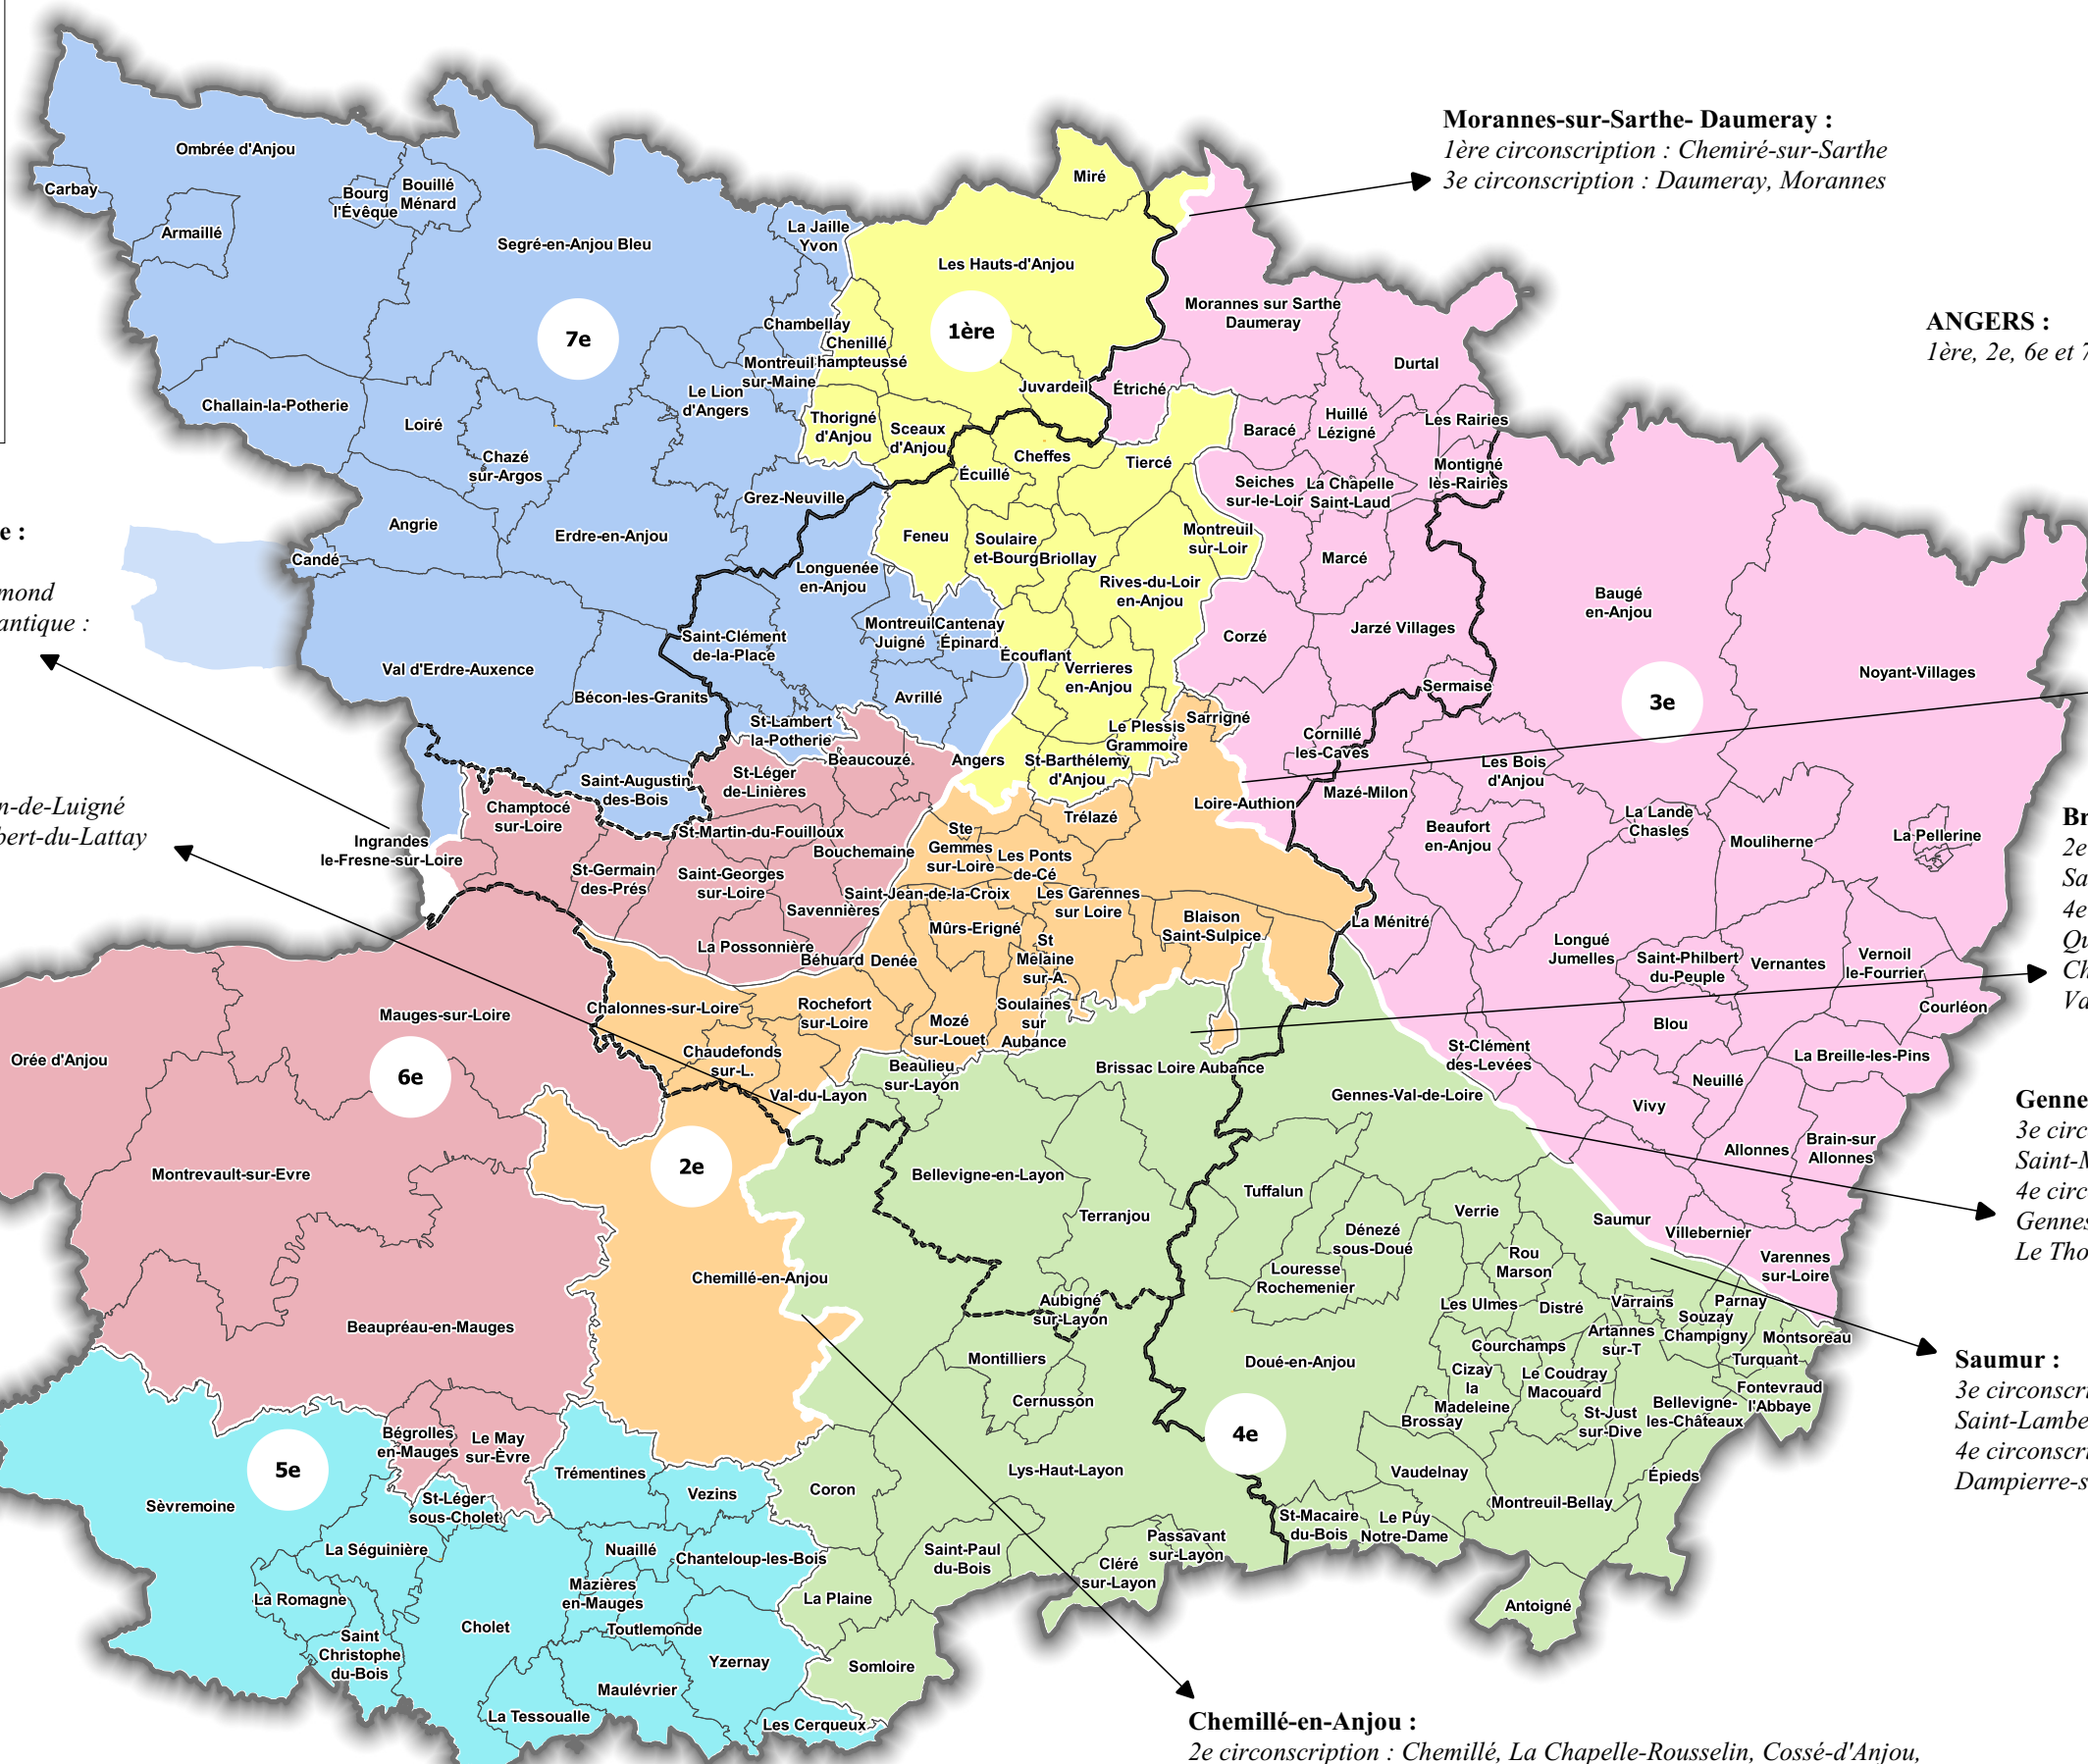 Morannes-sur-Sarthe- Daumeray :
1ère circonscription : Chemiré-sur-Sarthe
3e circonscription : Daumeray, Morannes
ANGERS :
1ère, 2e, 6e et 7
Ombrée d'Anjou
Carbay
Bourg
l'Évêque
Bouillé
Ménard
Armaillé
Segré-en-Anjou Bleu
La Jaille
Yvon
Miré
Les Hauts-d'Anjou
7e
1ère
Chambellay
Chenillé
hampteussé
Montreuil
sur-Maine
Juvardeil
Étriché
Morannes sur Sarthe
Daumeray
Durtal
Challain-la-Potherie
Loiré
Le Lion
d'Angers
Thorigné
d'Anjou
Sceaux
d'Anjou
Baracé
Huillé
Lézigné
Les Rairies
Chazé
sur-Argos
Cheffes
Écuillé
Tiercé
Montigné
lès-Rairies
Seiches
sur-le-Loir
La Chapelle
Saint-Laud
Grez-Neuville
Angrie
Erdre-en-Anjou
Feneu
Soulaire
et-Bourg
Briollay
Montreuil
sur-Loir
Marcé
e :
mond
antique :
Candé
Longuenée
en-Anjou
Rives-du-Loir
en-Anjou
Baugé
en-Anjou
Saint-Clément
de-la-Place
Montreuil
Juigné
Cantenay
Épinard
Corzé
Jarzé Villages
Écouflant
Verrieres
en-Anjou
Val d'Erdre-Auxence
Bécon-les-Granits
Avrillé
Sermaise
Noyant-Villages
3e
St-Lambert
la-Potherie
Le Plessis
Grammoire
Sarrigné
Cornillé
les-Caves
Beaucouzé
Angers
St-Barthélemy
d'Anjou
Les Bois
d'Anjou
Saint-Augustin
des-Bois
St-Léger
de-Linières
Loire-Authion
Mazé-Milon
n-de-Luigné
bert-du-Lattay
Champtocé
sur-Loire
Trélazé
La Lande
Chasles
Mouliherne
La Pellerine
Ingrandes
le-Fresne-sur-Loire
St-Martin-du-Fouilloux
Bouchemaine
Ste
Gemmes
sur-Loire
Les Ponts
de-Cé
Beaufort
en-Anjou
Br
2e
Sa
4e
Qu
Ch
Va
St-Germain
des-Prés
Saint-Georges
sur-Loire
Savennières
Saint-Jean-de-la-Croix
Les Garennes
sur Loire
Blaison
Saint-Sulpice
La Ménitré
Mûrs-Erigné
La Possonnière
Béhuard
Denée
St
Melaine
sur-A.
Longué
Jumelles
Saint-Philbert
du-Peuple
Vernantes
Vernoil
le-Fourrier
Courléon
Mauges-sur-Loire
Chalonnes-sur-Loire
Rochefort
sur-Loire
Mozé
sur-Louet
Soulaines
sur
Aubance
Blou
Orée d'Anjou
6e
Chaudefonds
sur-L.
Beaulieu
sur-Layon
Brissac Loire Aubance
St-Clément
des-Levées
La Breille-les-Pins
Neuillé
Val-du-Layon
Gennes-Val-de-Loire
Vivy
Genne
3e circ
Saint-M
4e circ
Gennes
Le Tho
Montrevault-sur-Evre
2e
Bellevigne-en-Layon
Allonnes
Brain-sur
Allonnes
Tuffalun
Verrie
Saumur
Terranjou
Dénezé
sous-Doué
Villebernier
Rou
Marson
Varennes
sur-Loire
Chemillé-en-Anjou
Louresse
Rochemenier
Aubigné
sur-Layon
Les Ulmes
Distré
Varrains
Parnay
Souzay
Champigny
Beaupréau-en-Mauges
Artannes
sur-T
Montsoreau
Montilliers
Doué-en-Anjou
Courchamps
Turquant
Saumur :
3e circonscri
Saint-Lambe
4e circonscri
Dampierre-s
Cizay
la
Madeleine
Le Coudray
Macouard
Fontevraud
l'Abbaye
Cernusson
Brossay
St-Just
sur-Dive
Bellevigne-
les-Châteaux
4e
Bégrolles
en-Mauges
Le May
sur-Èvre
5e
Trémentines
Lys-Haut-Layon
Vaudelnay
Épieds
Coron
Vezins
Sèvremoine
St-Léger
sous-Cholet
Montreuil-Bellay
St-Macaire
du-Bois
Le Puy
Notre-Dame
La Séguinière
Nuaillé
Chanteloup-les-Bois
Saint-Paul
du-Bois
Passavant
sur-Layon
Cléré
sur-Layon
Mazières
en-Mauges
La Romagne
La Plaine
Antoigné
Cholet
Toutlemonde
Saint
Christophe
du-Bois
Yzernay
Somloire
Maulévrier
La Tessoualle
Les Cerqueux
Chemillé-en-Anjou :
2e circonscription : Chemillé, La Chapelle-Rousselin, Cossé-d'Anjou,